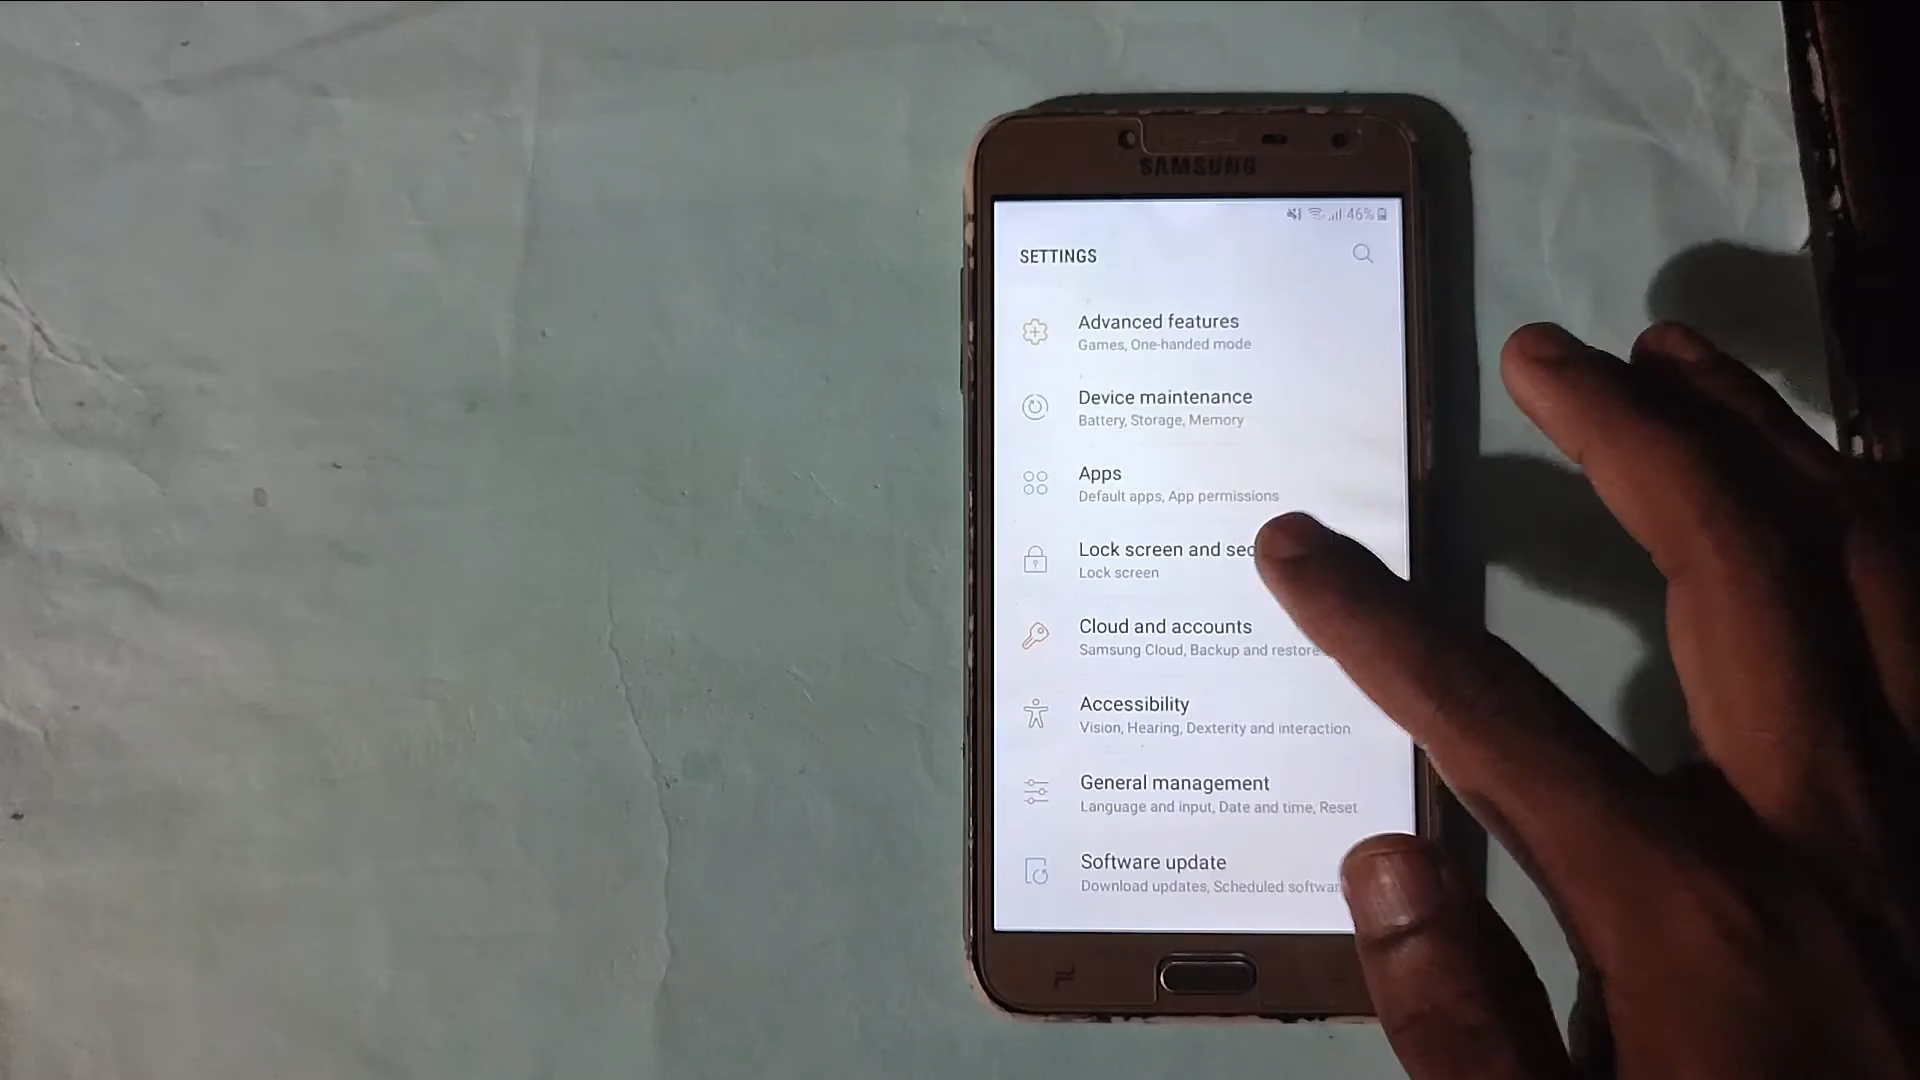 SAMSUNG
46%
SETTINGS
Advanced features
Games, One-handed mode
Device maintenance
Battery, Storage, Memory
Apps
Default apps, App permissions
Lock screen and sec
Lock screen
Cloud and accounts
Samsung Cloud, Backup and restore
Accessibility
Vision, Hearing, Dexterity and interaction
General management
Language and input, Date and time, Reset
Software update
Download updates, Scheduled softwar